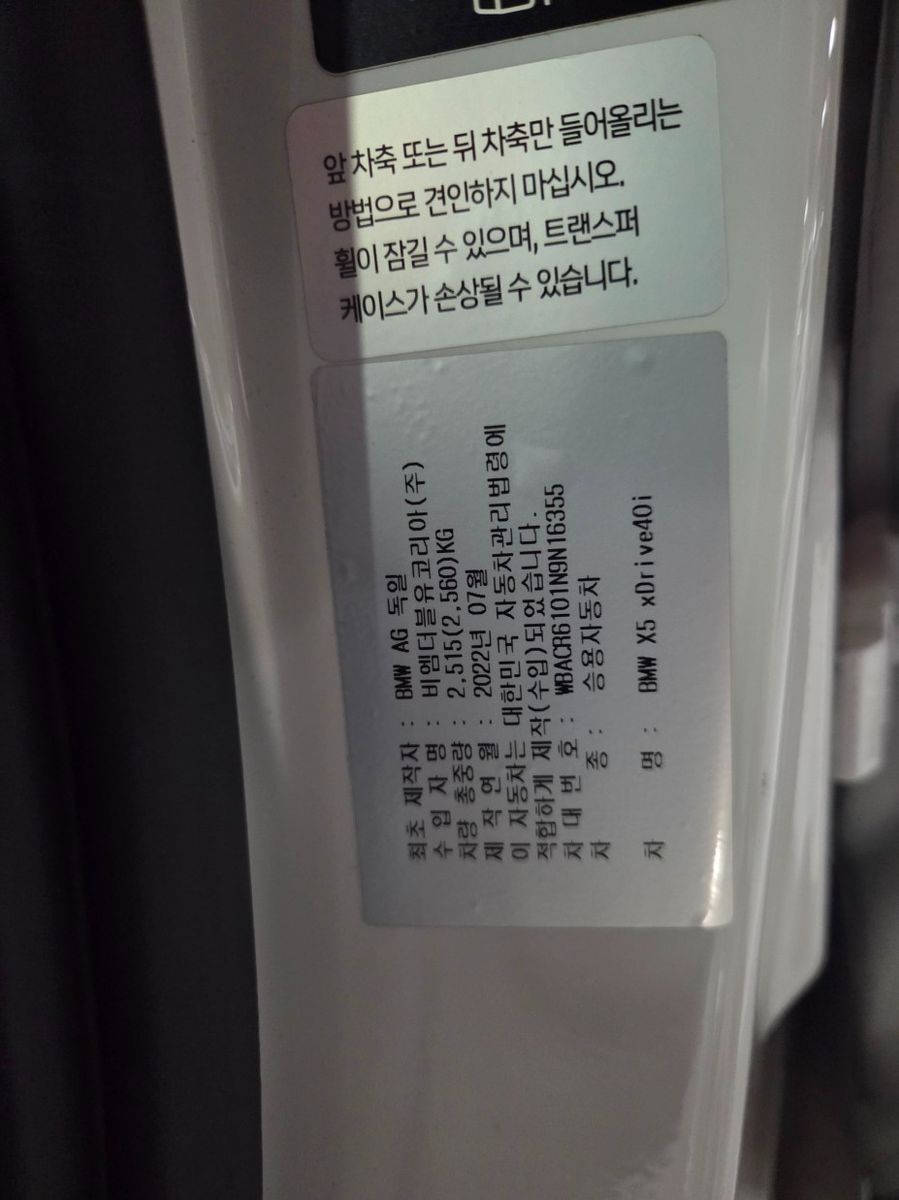 앞 차축 또는 뒤 차축만 들어올리는
방법으로 견인하지 마십시오.
휠이 잠길 수 있으며, 트랜스퍼
케이스가 손상될 수 있습니다.
최초 제작자 : BMW AG 독일
수 입 자 명 : 비엠더블유코리아(주)
차량 총중량 : 2,515(2,560)KG
제 작 연 월 : 2022년 07월
이 자동차는 대한민국 자동차관리법령에
적합하게 제작(수입)되었습니다.
차 대 번 호 : WBACR6101N9N16355
차 종 : 승용자동차
차 명 : BMW X5 xDrive40i